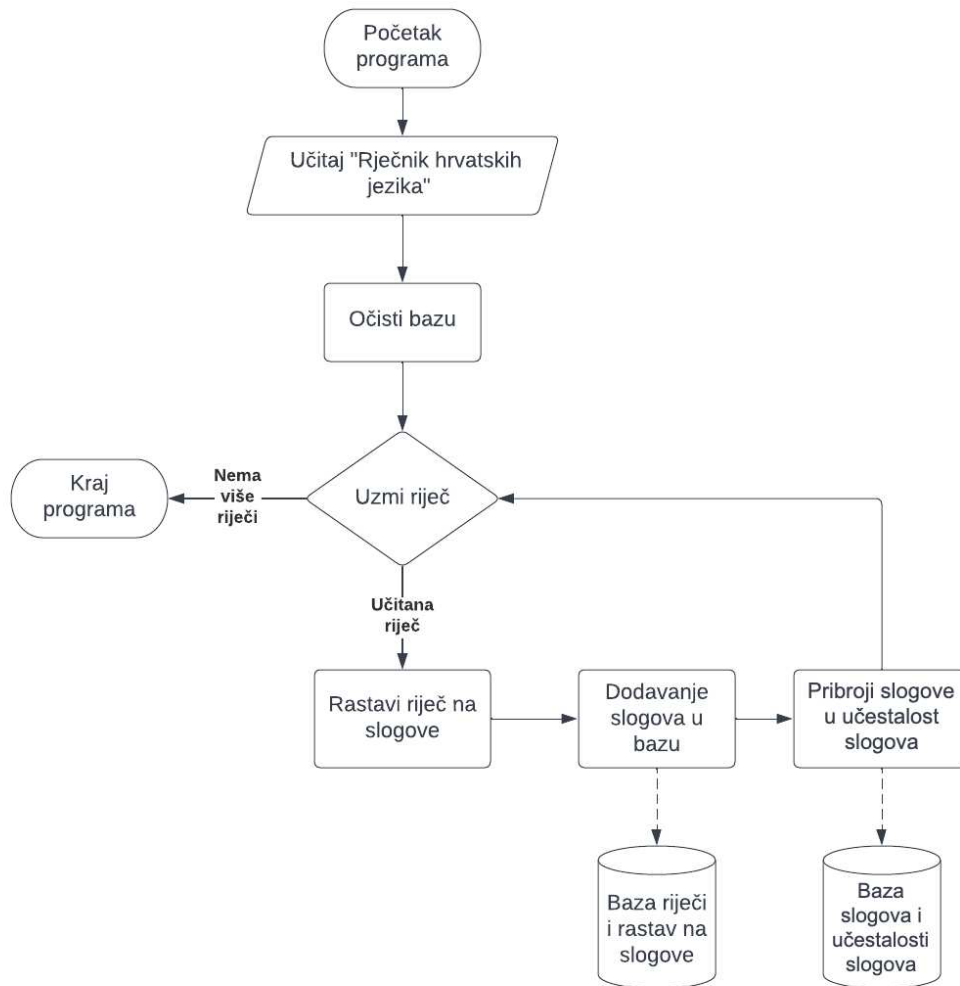 Početak
programa
Učitaj "Rječnik hrvatskih
jezika"
Očisti bazu
Uzmi riječ
Nema
više
riječi
Kraj
programa
Učitana
riječ
Rastavi riječ na
slogove
Dodavanje
slogova u
bazu
Pribroji slogove
u učestalost
slogova
Baza riječi
i rastav na
slogove
Baza
slogova i
učestalosti
slogova